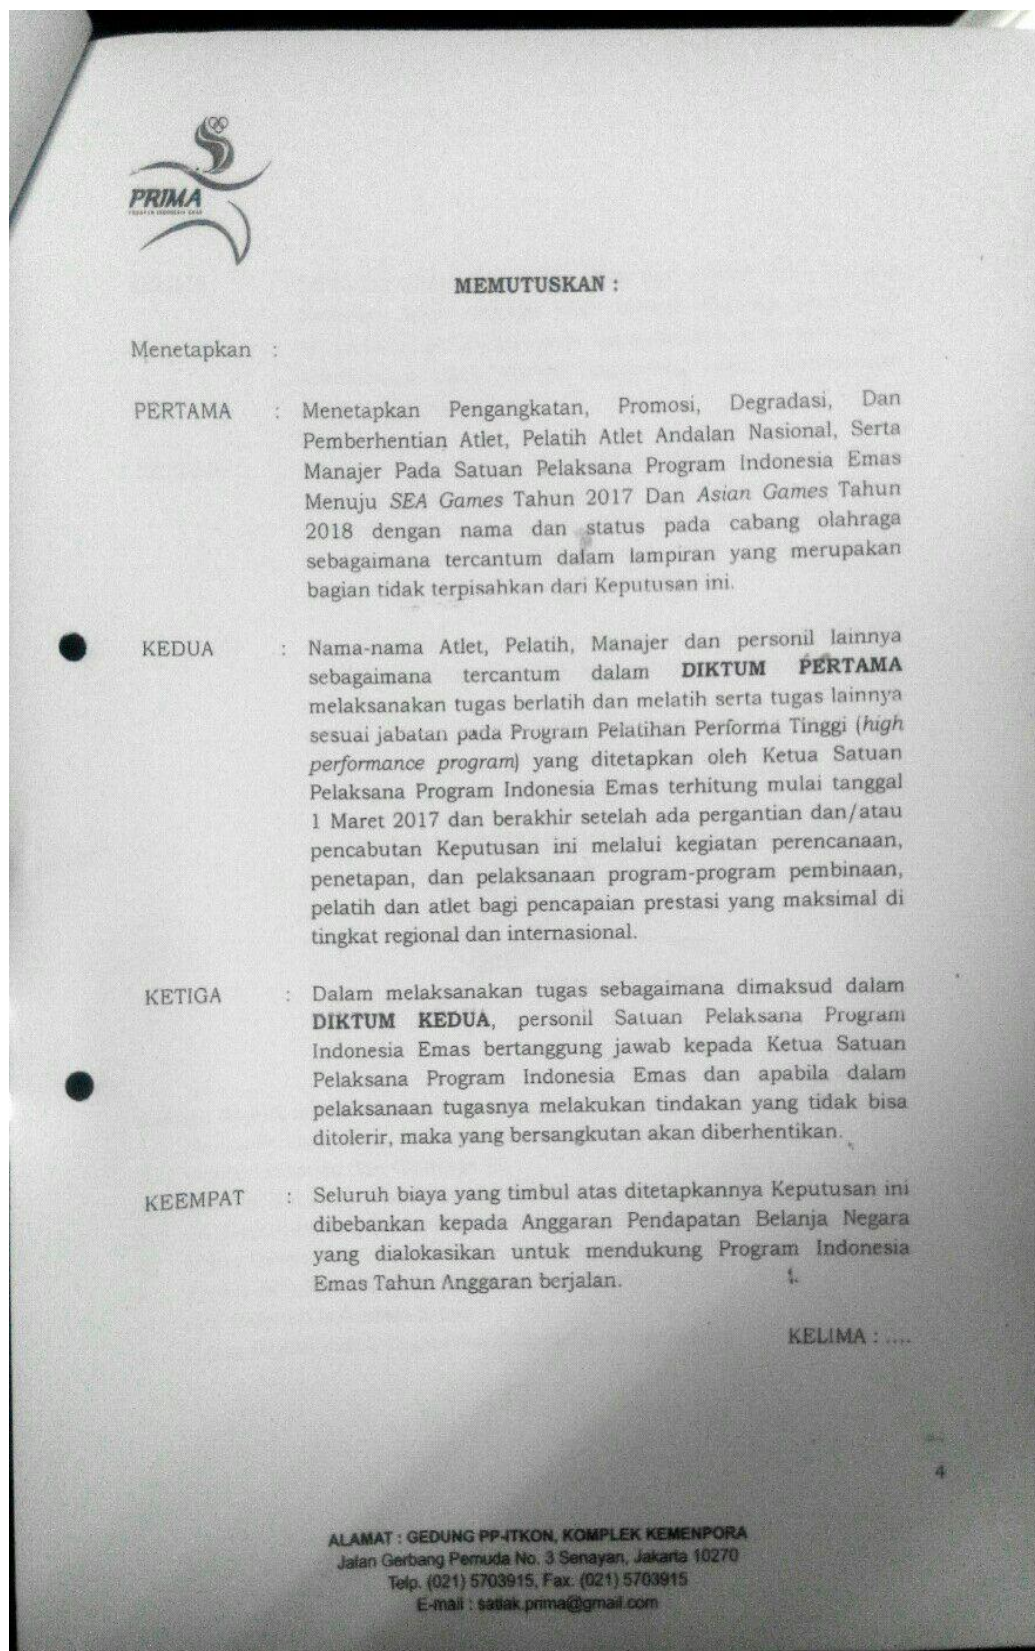 PRIMA
MEMUTUSKAN :
Menetapkan :
PERTAMA : Menetapkan Pengangkatan, Promosi, Degradasi, Dan
Pemberhentian Atlet, Pelatih Atlet Andalan Nasional, Serta
Manajer Pada Satuan Pelaksana Program Indonesia Emas
Menuju SEA Games Tahun 2017 Dan Asian Games Tahun
2018 dengan nama dan status pada cabang olahraga
sebagaimana tercantum dalam lampiran yang merupakan
bagian tidak terpisahkan dari Keputusan ini.
KEDUA : Nama-nama Atlet, Pelatih, Manajer dan personil lainnya
sebagaimana tercantum dalam DIKTUM PERTAMA
melaksanakan tugas berlatih dan melatih serta tugas lainnya
sesuai jabatan pada Program Pelatihan Performa Tinggi (high
performance program) yang ditetapkan oleh Ketua Satuan
Pelaksana Program Indonesia Emas terhitung mulai tanggal
1 Maret 2017 dan berakhir setelah ada pergantian dan/atau
pencabutan Keputusan ini melalui kegiatan perencanaan,
penetapan, dan pelaksanaan program-program pembinaan,
pelatih dan atlet bagi pencapaian prestasi yang maksimal di
tingkat regional dan internasional.
KETIGA : Dalam melaksanakan tugas sebagaimana dimaksud dalam
DIKTUM KEDUA, personil Satuan Pelaksana Program
Indonesia Emas bertanggung jawab kepada Ketua Satuan
Pelaksana Program Indonesia Emas dan apabila dalam
pelaksanaan tugasnya melakukan tindakan yang tidak bisa
ditolerir, maka yang bersangkutan akan diberhentikan.
KEEMPAT : Seluruh biaya yang timbul atas ditetapkannya Keputusan ini
dibebankan kepada Anggaran Pendapatan Belanja Negara
yang dialokasikan untuk mendukung Program Indonesia
Emas Tahun Anggaran berjalan.
KELIMA : ....
4
ALAMAT : GEDUNG PP-ITKON, KOMPLEK KEMENPORA
Jalan Gerbang Pemuda No. 3 Senayan, Jakarta 10270
Telp. (021) 5703915, Fax. (021) 5703915
E-mail : satlak.prima@gmail.com